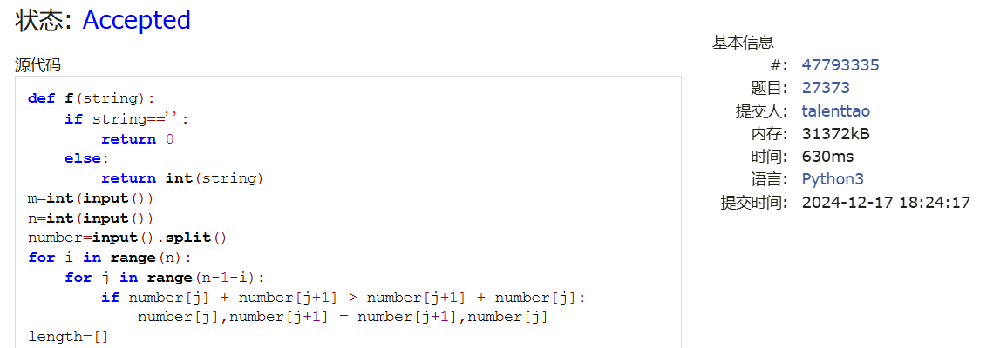 状态: Accepted
源代码
def f(string):
    if string=='':
        return 0
    else:
        return int(string)
m=int(input())
n=int(input())
number=input().split()
for i in range(n):
    for j in range(n-1-i):
        if number[j] + number[j+1] > number[j+1] + number[j]:
            number[j],number[j+1] = number[j+1],number[j]
length=[]
基本信息
#: 47793335
题目: 27373
提交人: talenttao
内存: 31372kB
时间: 630ms
语言: Python3
提交时间: 2024-12-17 18:24:17